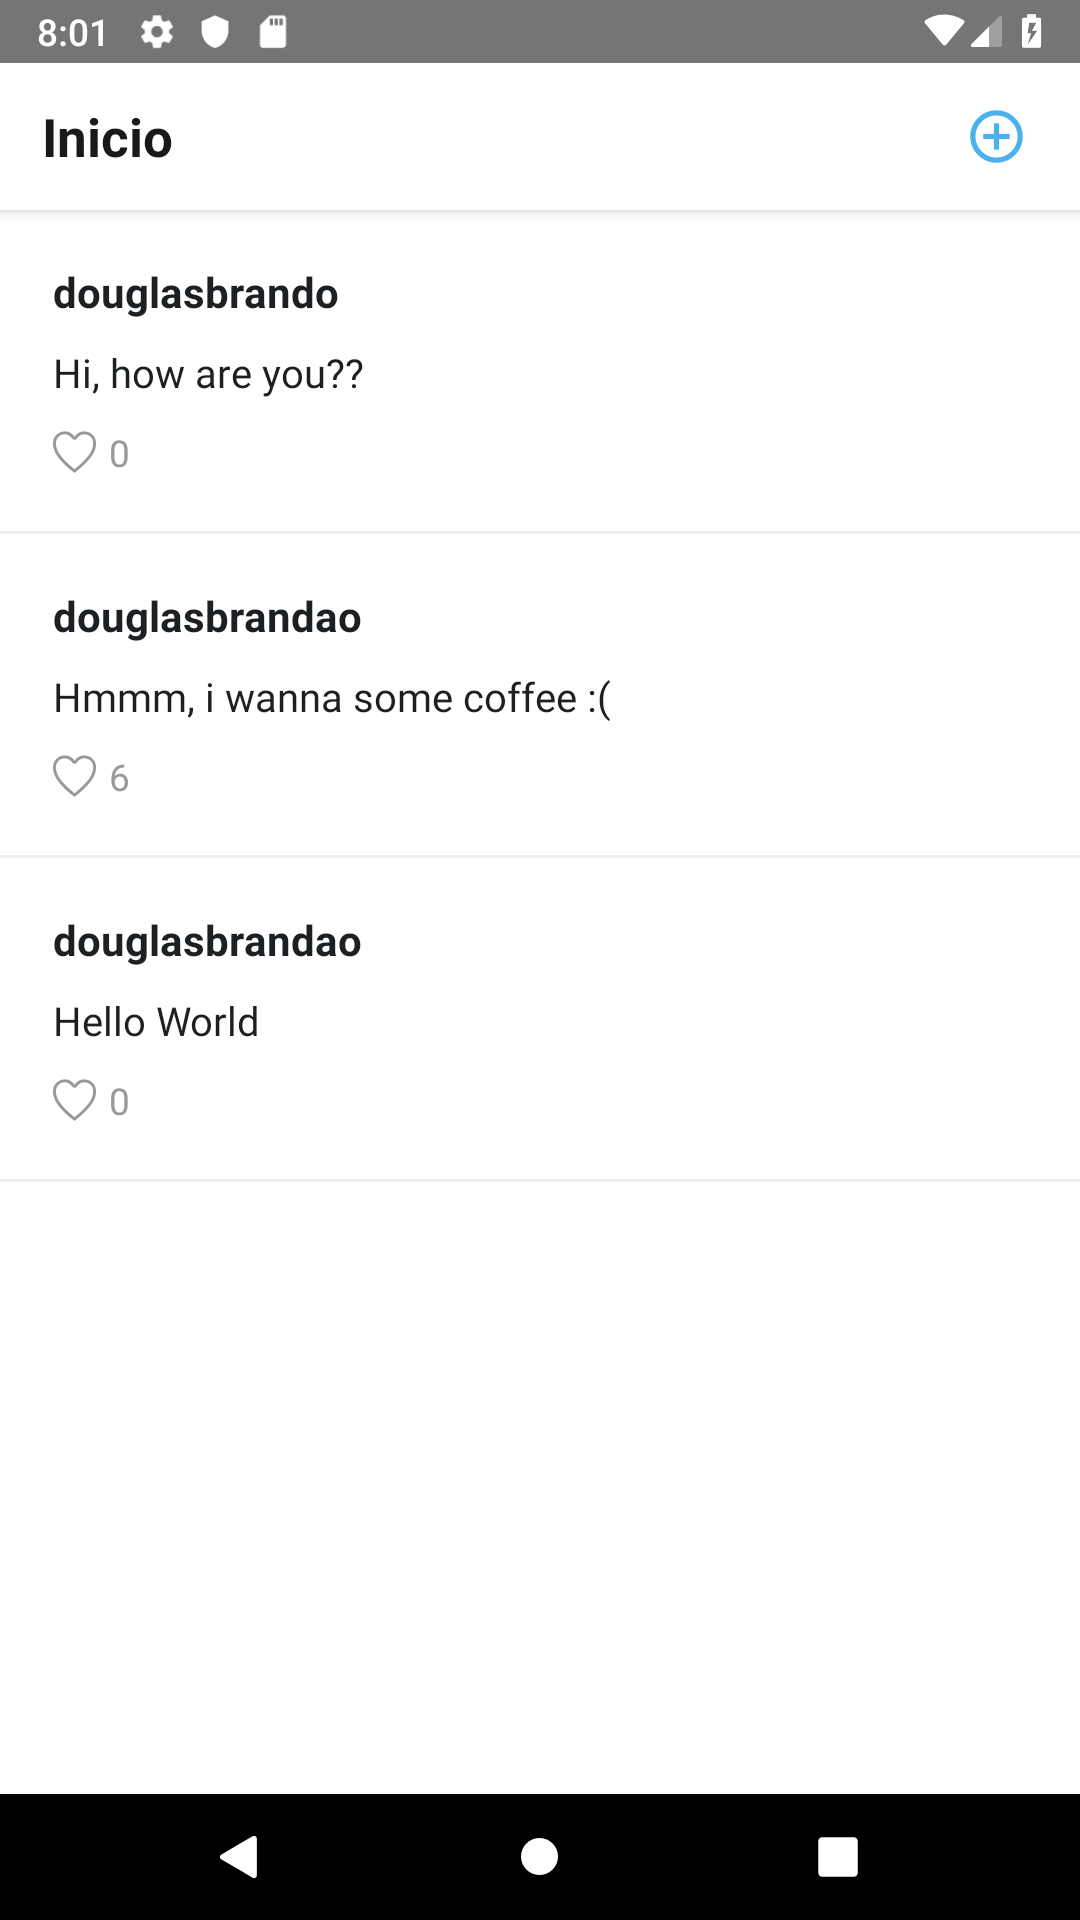 8:01
Inicio
douglasbrando
Hi, how are you??
0
douglasbrandao
Hmmm, i wanna some coffee :(
6
douglasbrandao
Hello World
0